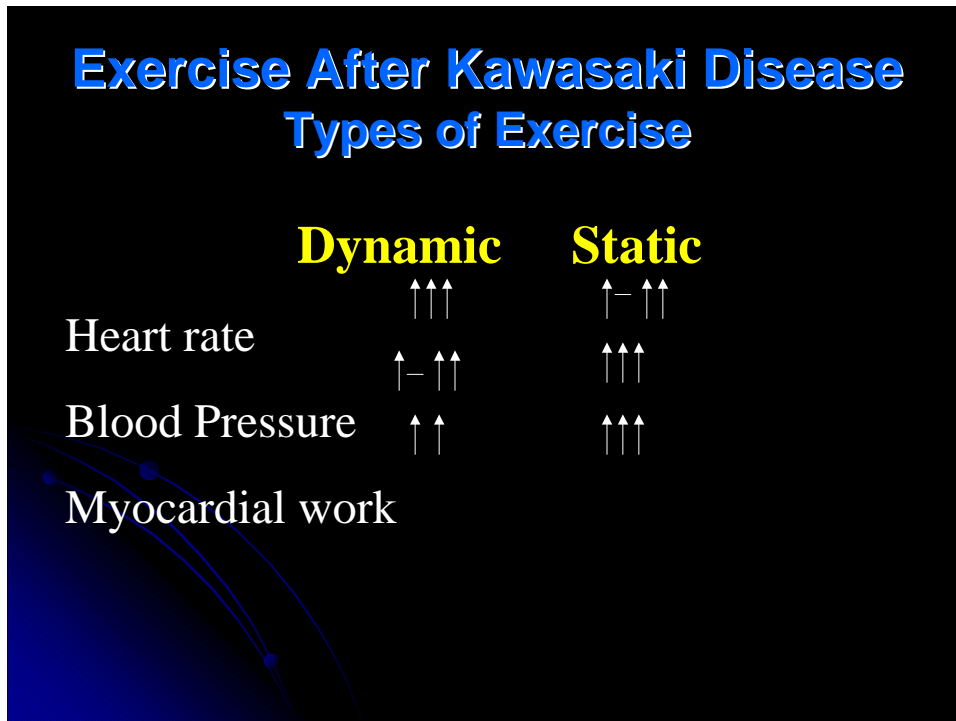 Exercise After Kawasaki Disease
Types of Exercise
Dynamic Static
↑↑↑ ↑– ↑↑
Heart rate
↑– ↑↑ ↑↑↑
Blood Pressure
↑ ↑ ↑↑↑
Myocardial work